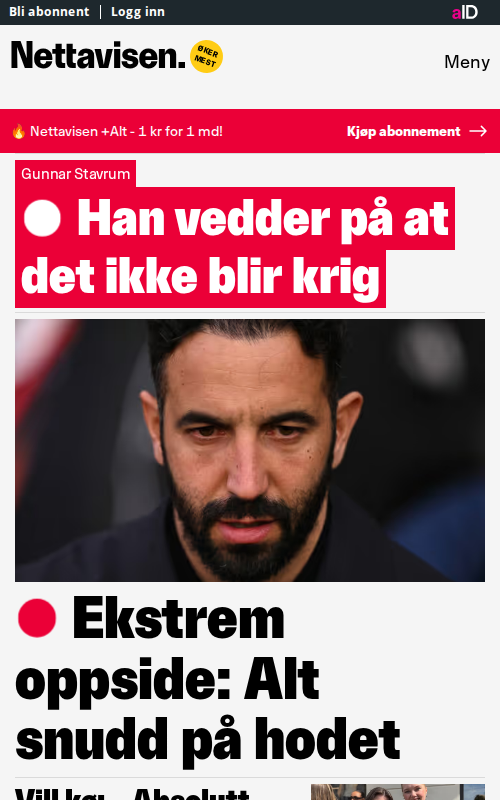 Bli abonnent
Logg inn
aID
Nettavisen.
ØKER
MEST
Meny
🔥 Nettavisen +Alt - 1 kr for 1 md!
Kjøp abonnement →
Gunnar Stavrum
Han vedder på at
det ikke blir krig
Ekstrem
oppside: Alt
snudd på hodet